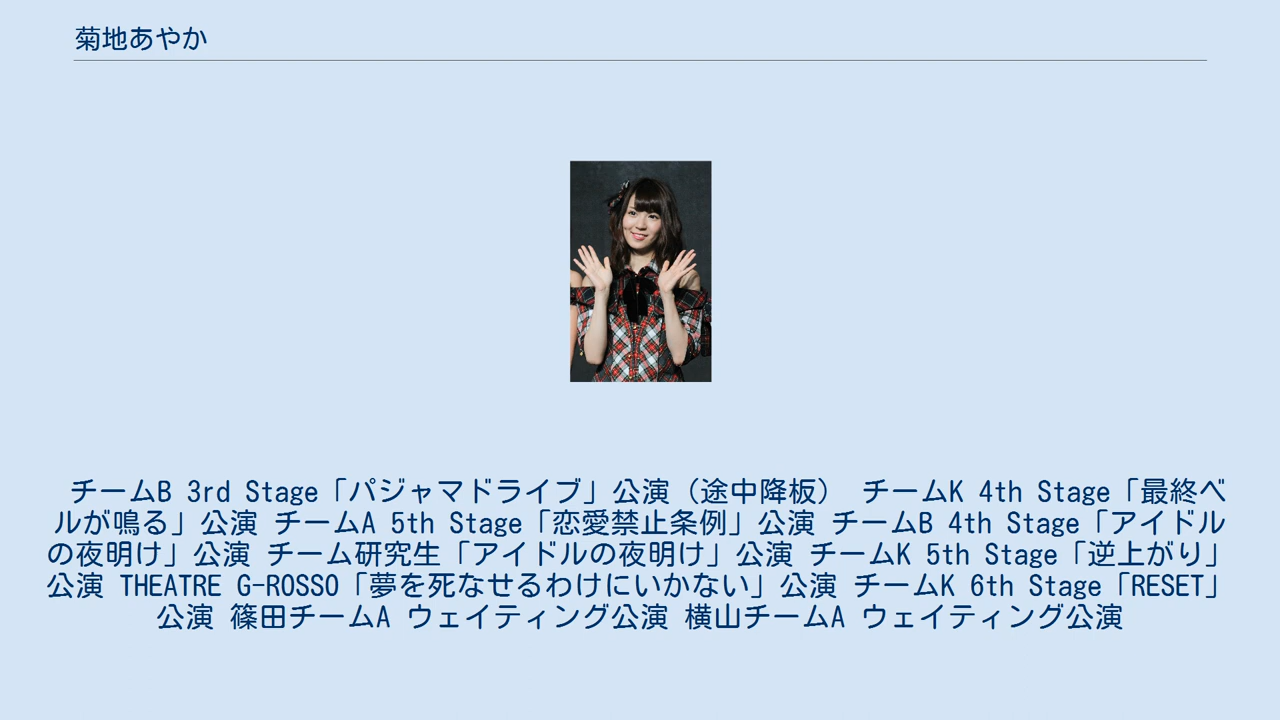 菊地あやか
チームB 3rd Stage「パジャマドライブ」公演（途中降板） チームK 4th Stage「最終ベ
ルが鳴る」公演 チームA 5th Stage「恋愛禁止条例」公演 チームB 4th Stage「アイドル
の夜明け」公演 チーム研究生「アイドルの夜明け」公演 チームK 5th Stage「逆上がり」
公演 THEATRE G-ROSSO「夢を死なせるわけにいかない」公演 チームK 6th Stage「RESET」
公演 篠田チームA ウェイティング公演 横山チームA ウェイティング公演